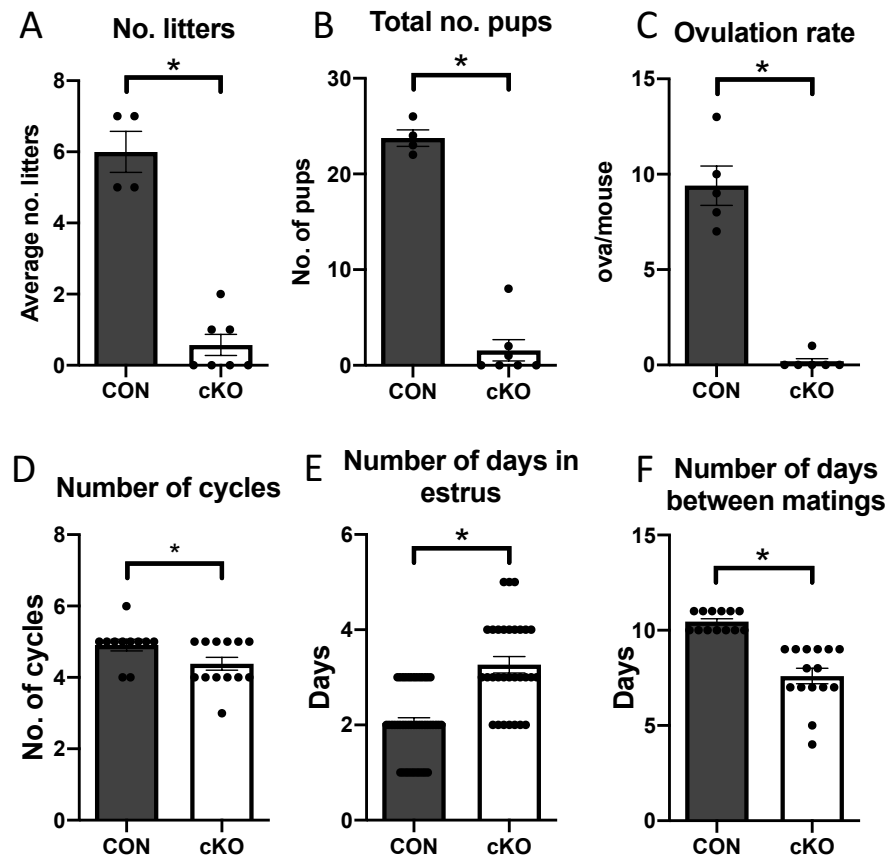 A
No. litters
*
8
6
4
2
0
Average no. litters
CON
cKO
B
Total no. pups
*
30
20
10
0
No. of pups
CON
cKO
C
Ovulation rate
*
15
10
5
0
ova/mouse
CON
cKO
D
Number of cycles
*
8
6
4
2
0
No. of cycles
CON
cKO
E
Number of days in
estrus
*
6
4
2
0
Days
CON
cKO
F
Number of days
between matings
*
15
10
5
0
Days
CON
cKO